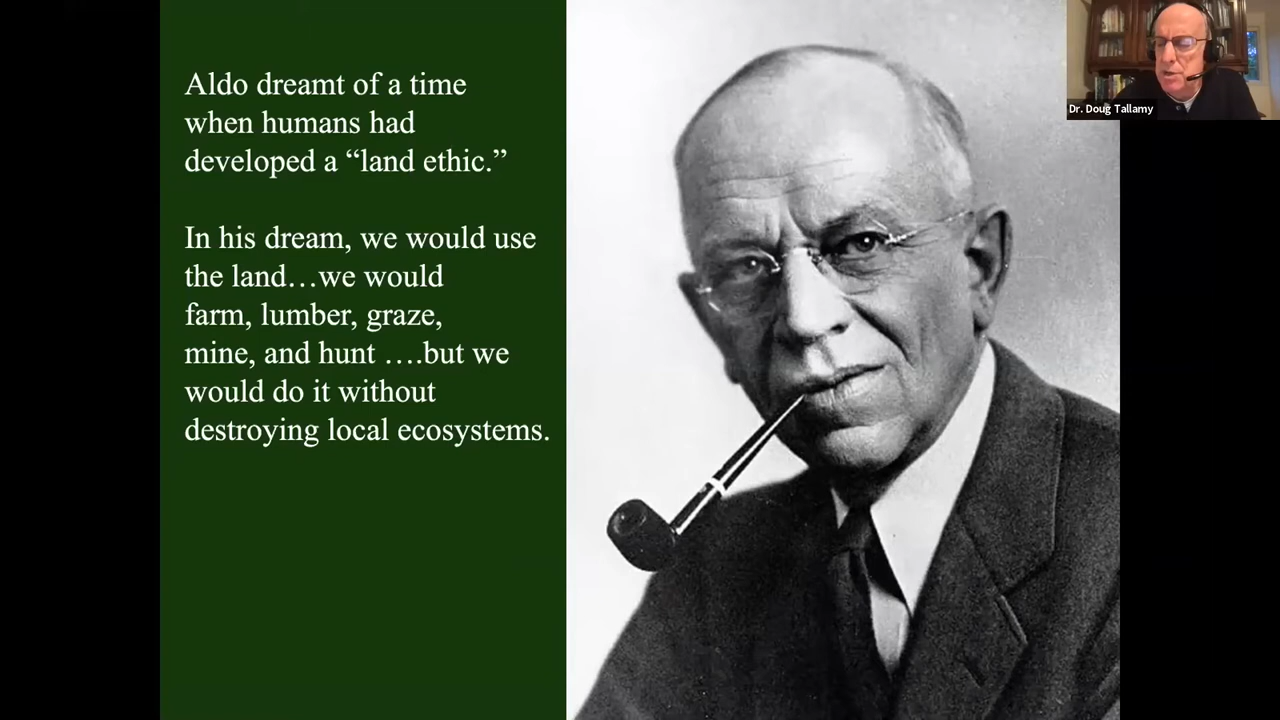 Aldo dreamt of a time
when humans had
developed a “land ethic.”
In his dream, we would use
the land…we would
farm, lumber, graze,
mine, and hunt ….but we
would do it without
destroying local ecosystems.
Dr. Doug Tallamy